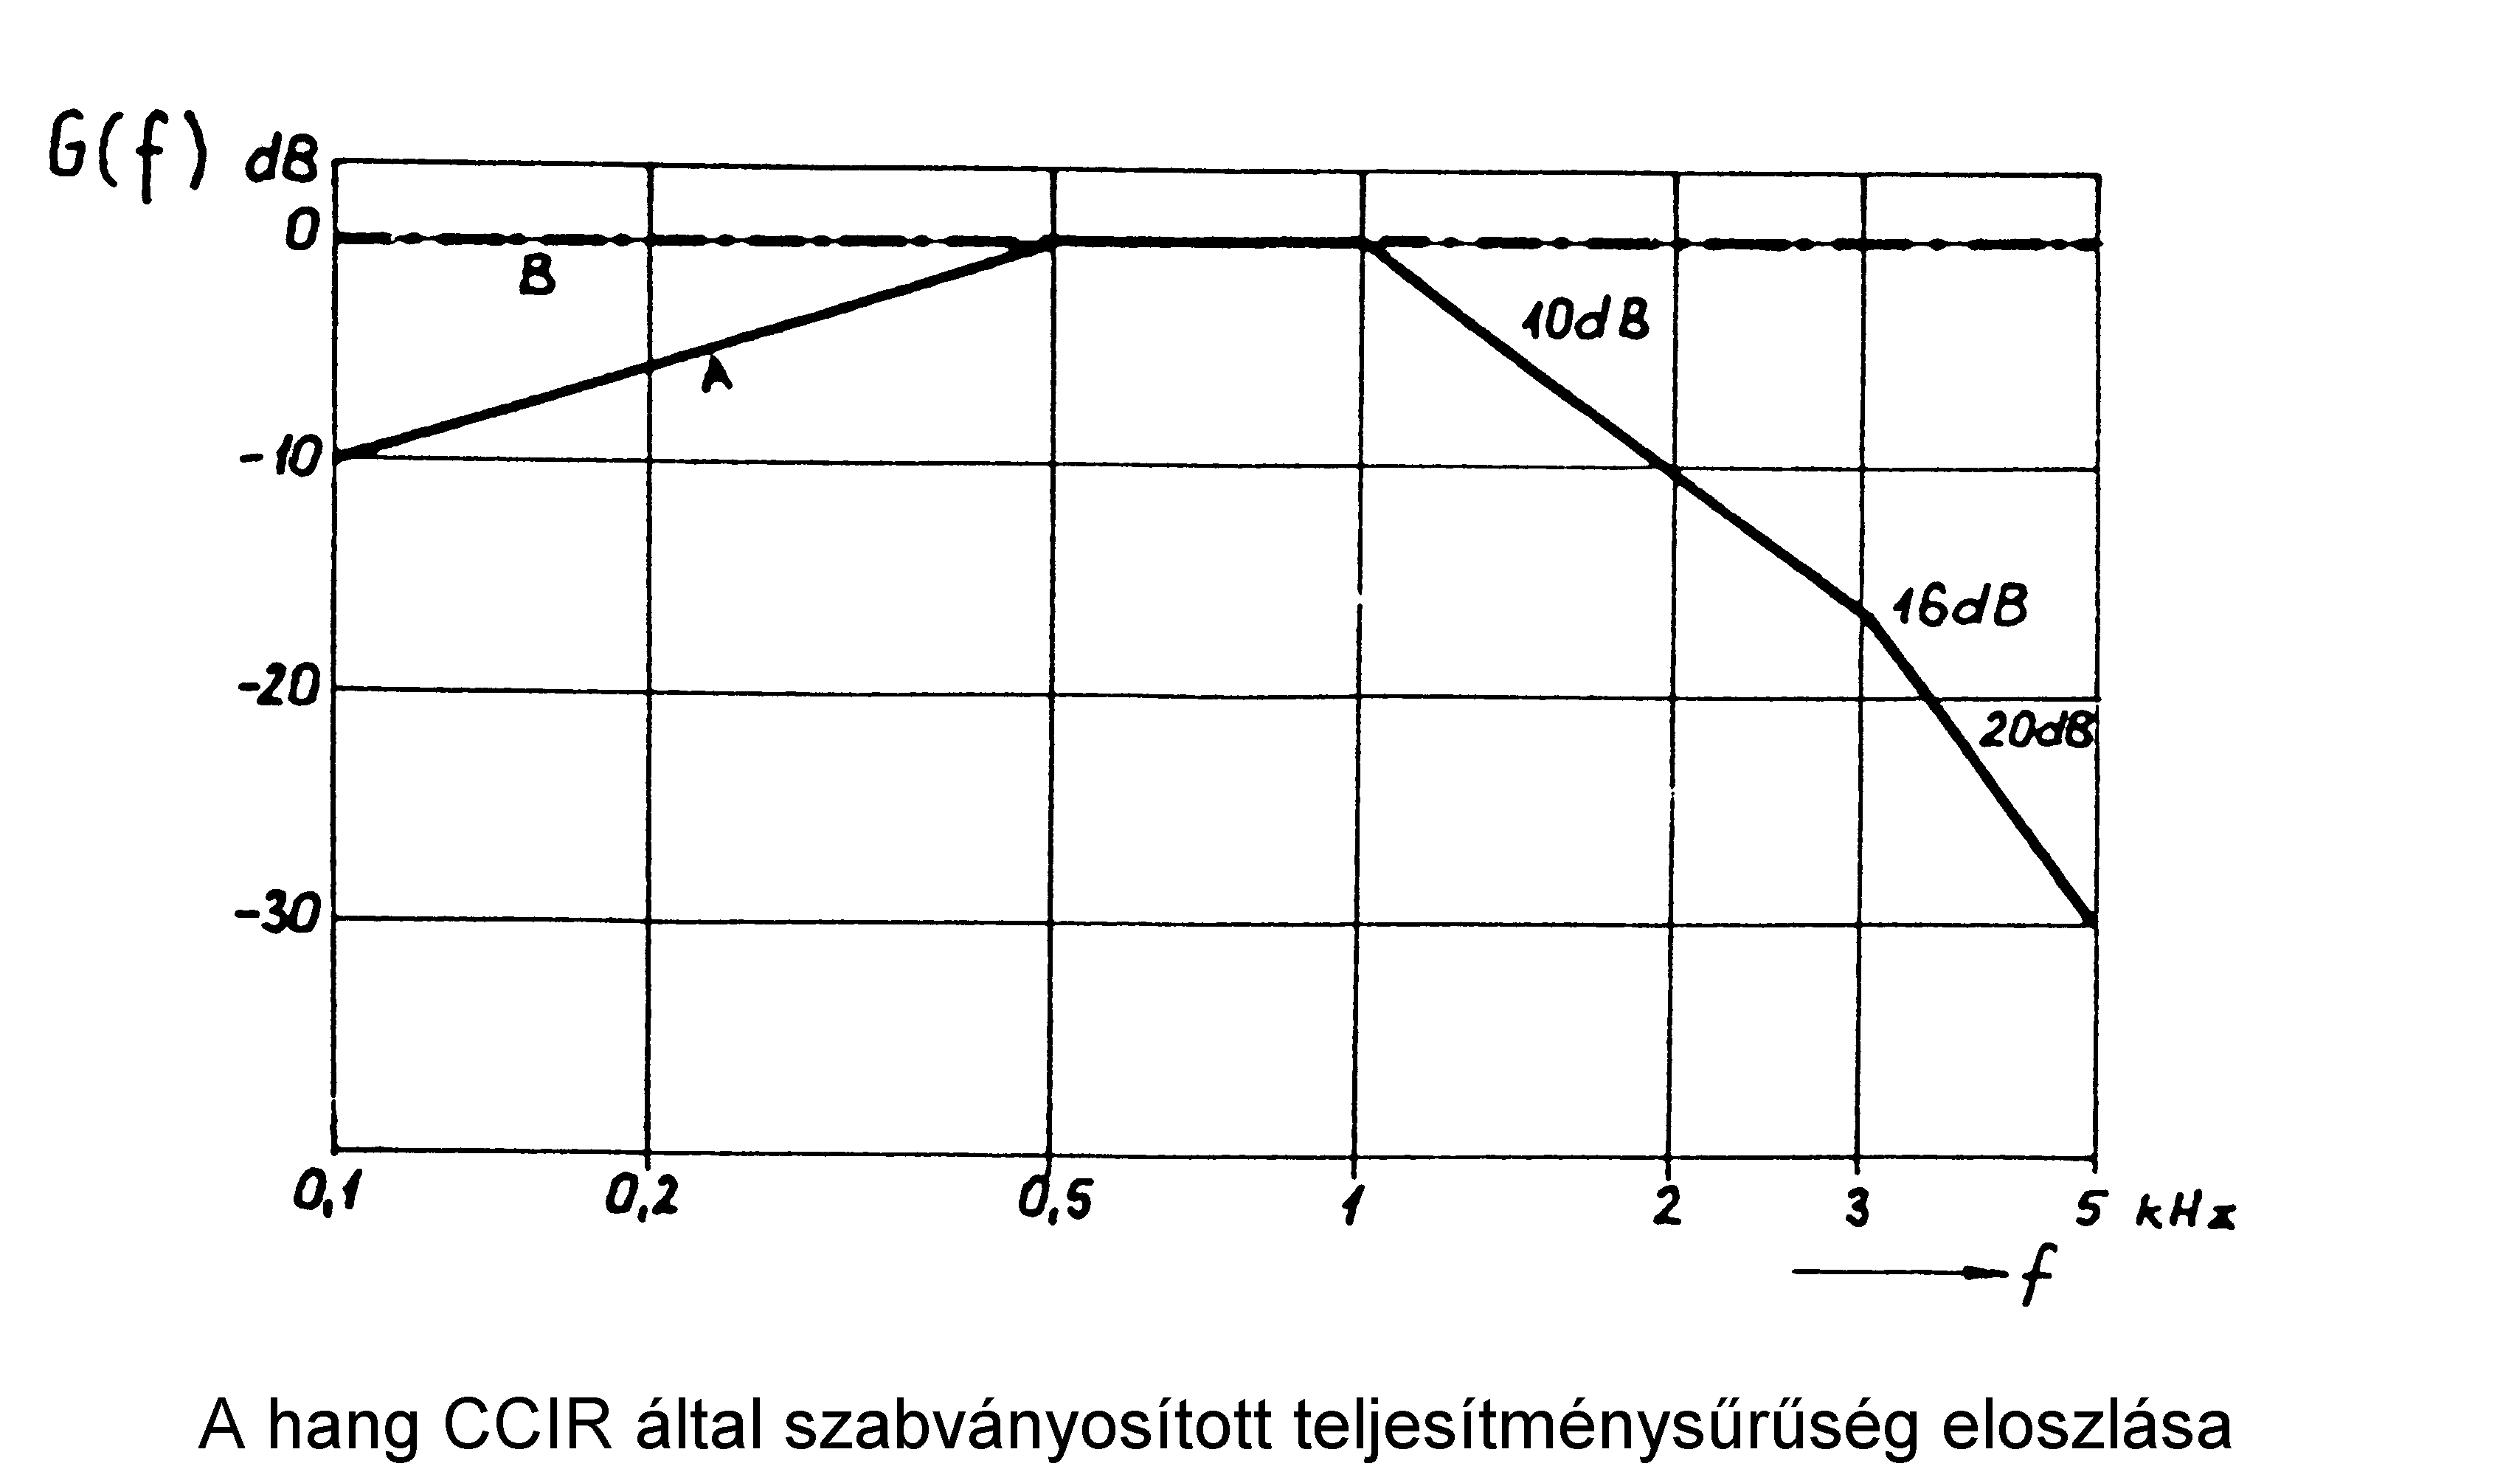 G(f) dB
0
B
10dB
A
-10
16dB
-20
20dB
-30
0,1 0,2 0,5 1 2 3 5 kHz
f
A hang CCIR által szabványosított teljesítménysűrűség eloszlása